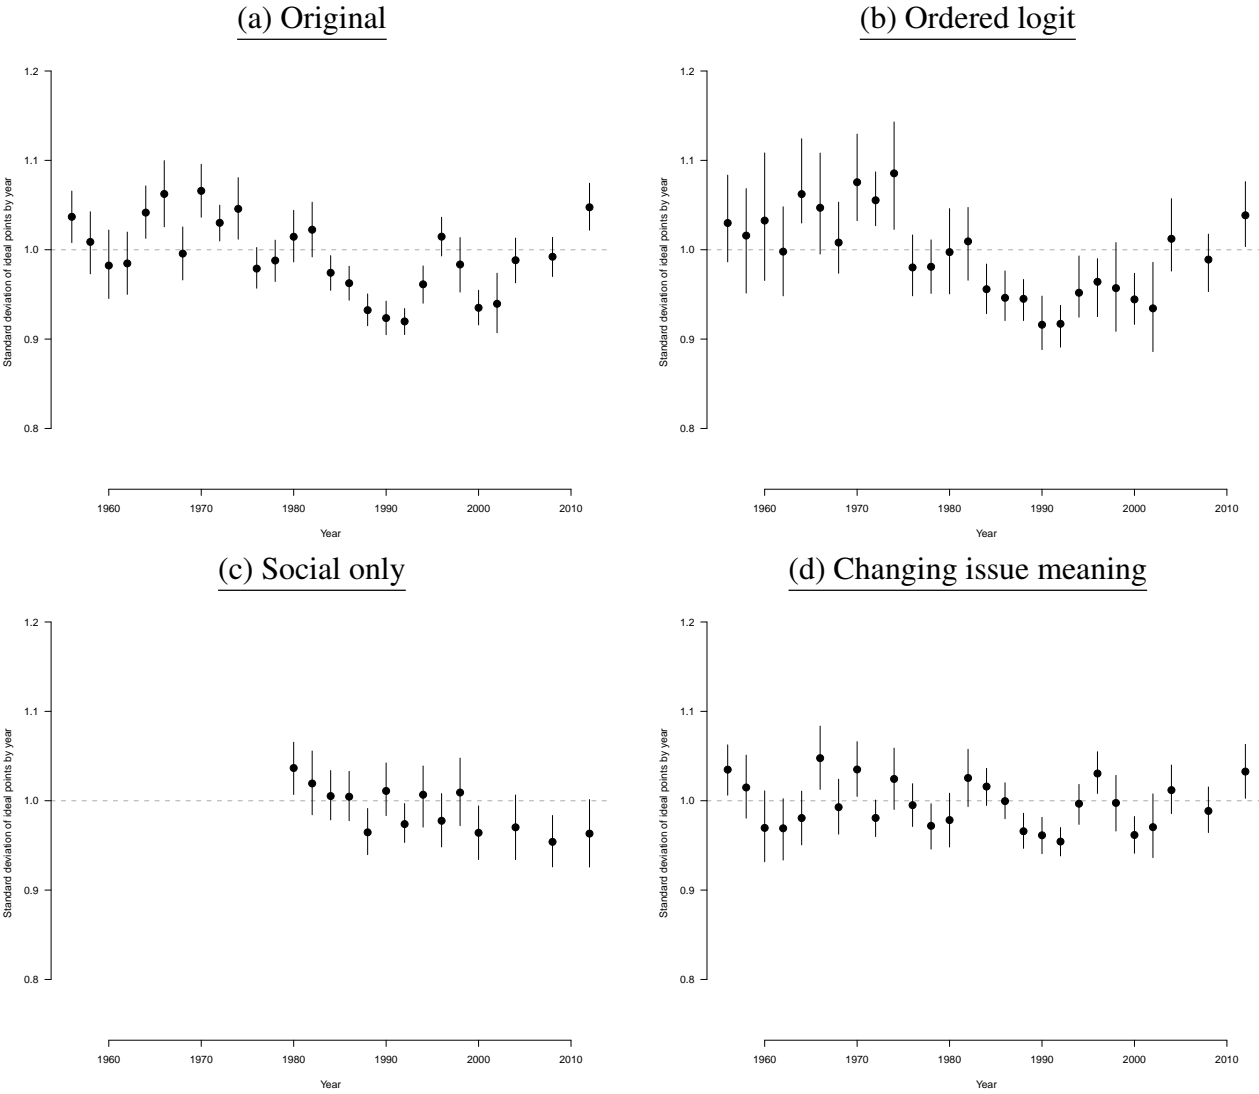 (a) Original
Standard deviation of ideal points by year
1.2
1.1
1.0
0.9
0.8
1960 1970 1980 1990 2000 2010
Year
(b) Ordered logit
Standard deviation of ideal points by year
1.2
1.1
1.0
0.9
0.8
1960 1970 1980 1990 2000 2010
Year
(c) Social only
Standard deviation of ideal points by year
1.2
1.1
1.0
0.9
0.8
1960 1970 1980 1990 2000 2010
Year
(d) Changing issue meaning
Standard deviation of ideal points by year
1.2
1.1
1.0
0.9
0.8
1960 1970 1980 1990 2000 2010
Year